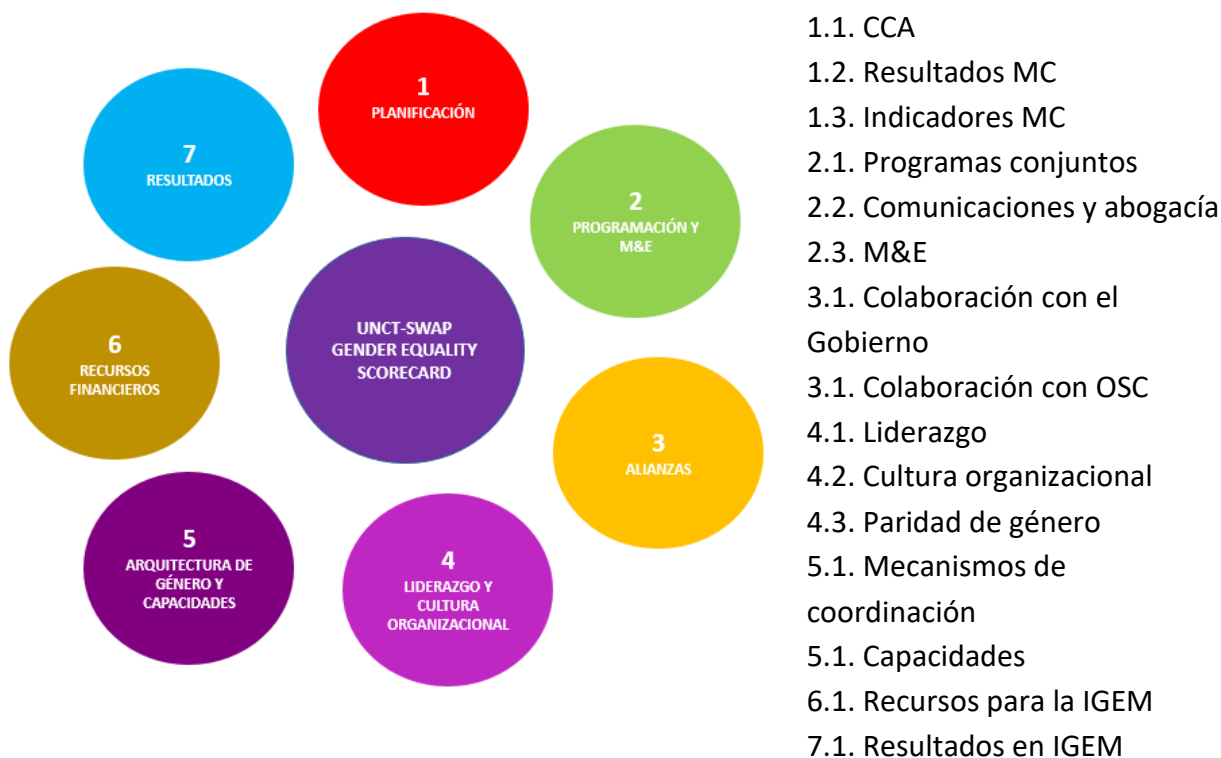 1
PLANIFICACIÓN
2
PROGRAMACIÓN Y
M&E
3
ALIANZAS
4
LIDERAZGO Y
CULTURA
ORGANIZACIONAL
5
ARQUITECTURA DE
GÉNERO Y
CAPACIDADES
6
RECURSOS
FINANCIEROS
7
RESULTADOS
UNCT-SWAP
GENDER EQUALITY
SCORECARD
1.1. CCA
1.2. Resultados MC
1.3. Indicadores MC
2.1. Programas conjuntos
2.2. Comunicaciones y abogacía
2.3. M&E
3.1. Colaboración con el
Gobierno
3.1. Colaboración con OSC
4.1. Liderazgo
4.2. Cultura organizacional
4.3. Paridad de género
5.1. Mecanismos de
coordinación
5.1. Capacidades
6.1. Recursos para la IGEM
7.1. Resultados en IGEM